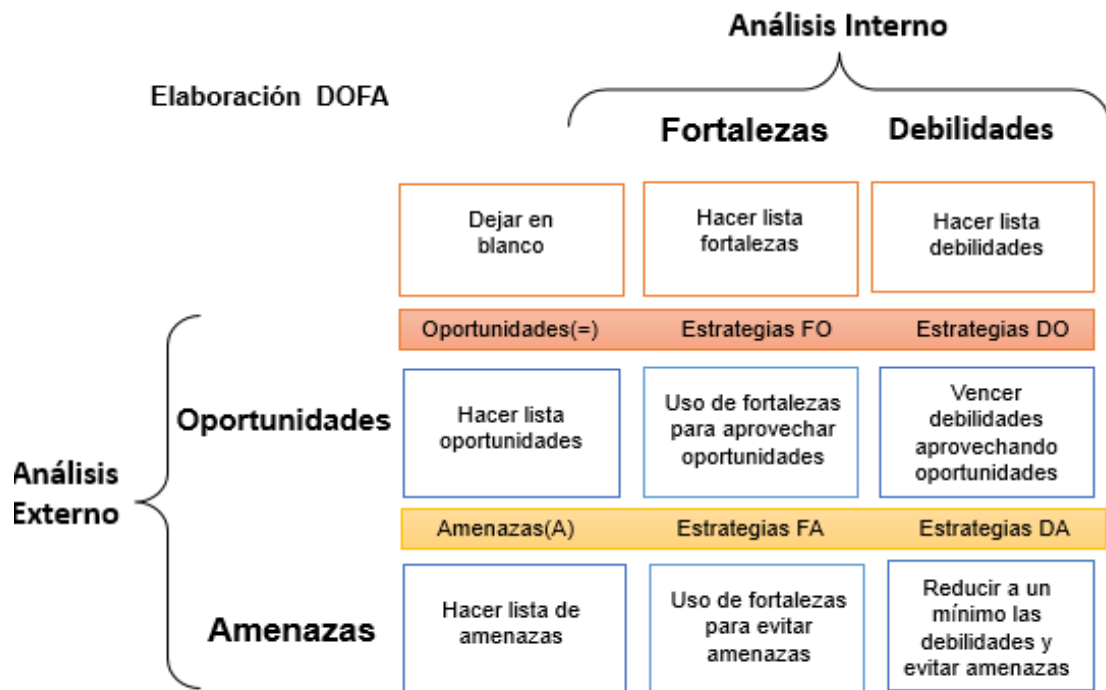 Análisis Interno
Elaboración DOFA
Fortalezas
Debilidades
Dejar en
blanco
Hacer lista
fortalezas
Hacer lista
debilidades
Oportunidades(=)
Estrategias FO
Estrategias DO
Análisis
Externo
Oportunidades
Hacer lista
oportunidades
Uso de fortalezas
para aprovechar
oportunidades
Vencer
debilidades
aprovechando
oportunidades
Amenazas(A)
Estrategias FA
Estrategias DA
Amenazas
Hacer lista de
amenazas
Uso de fortalezas
para evitar
amenazas
Reducir a un
mínimo las
debilidades y
evitar amenazas